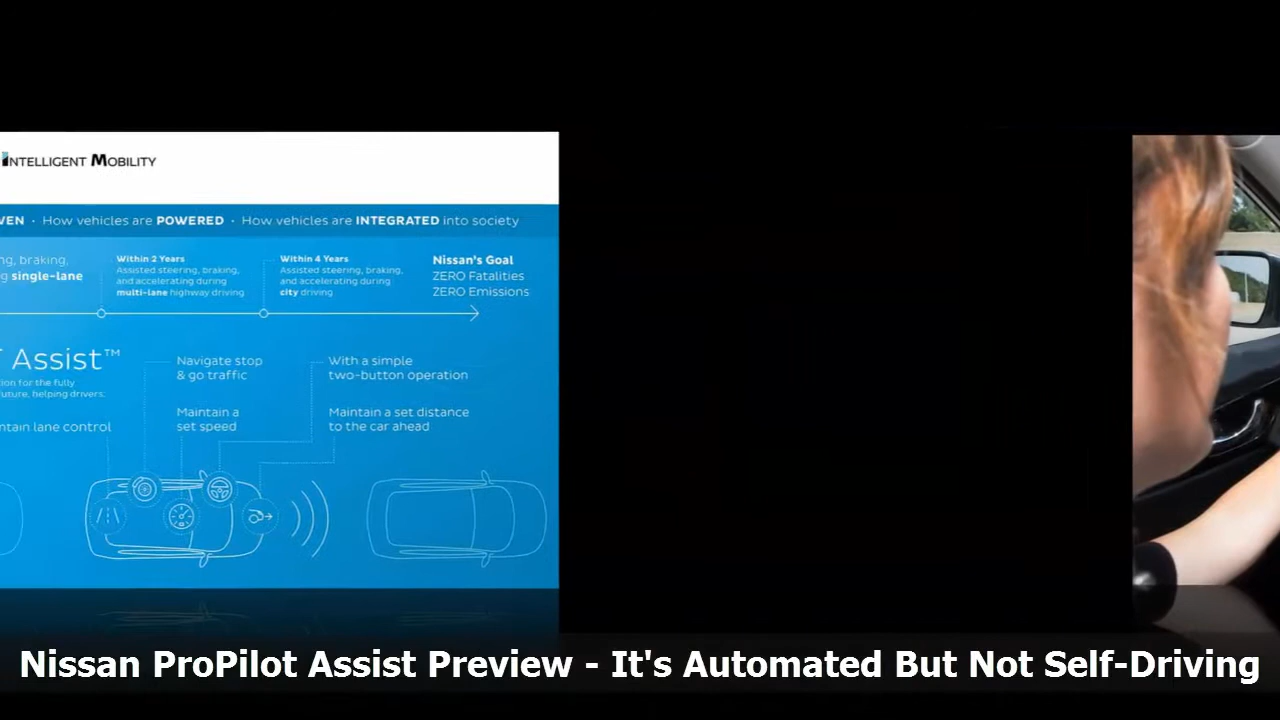 INTELLIGENT MOBILITY
VEN · How vehicles are POWERED · How vehicles are INTEGRATED into society
ng, braking,
g single-lane
Within 2 Years
Assisted steering, braking,
and accelerating during
multi-lane highway driving
Within 4 Years
Assisted steering, braking,
and accelerating during
city driving
Nissan's Goal
ZERO Fatalities
ZERO Emissions
Assist™
ion for the fully
future, helping drivers:
ntain lane control
Navigate stop
& go traffic
Maintain a
set speed
With a simple
two-button operation
Maintain a set distance
to the car ahead
Nissan ProPilot Assist Preview - It's Automated But Not Self-Driving